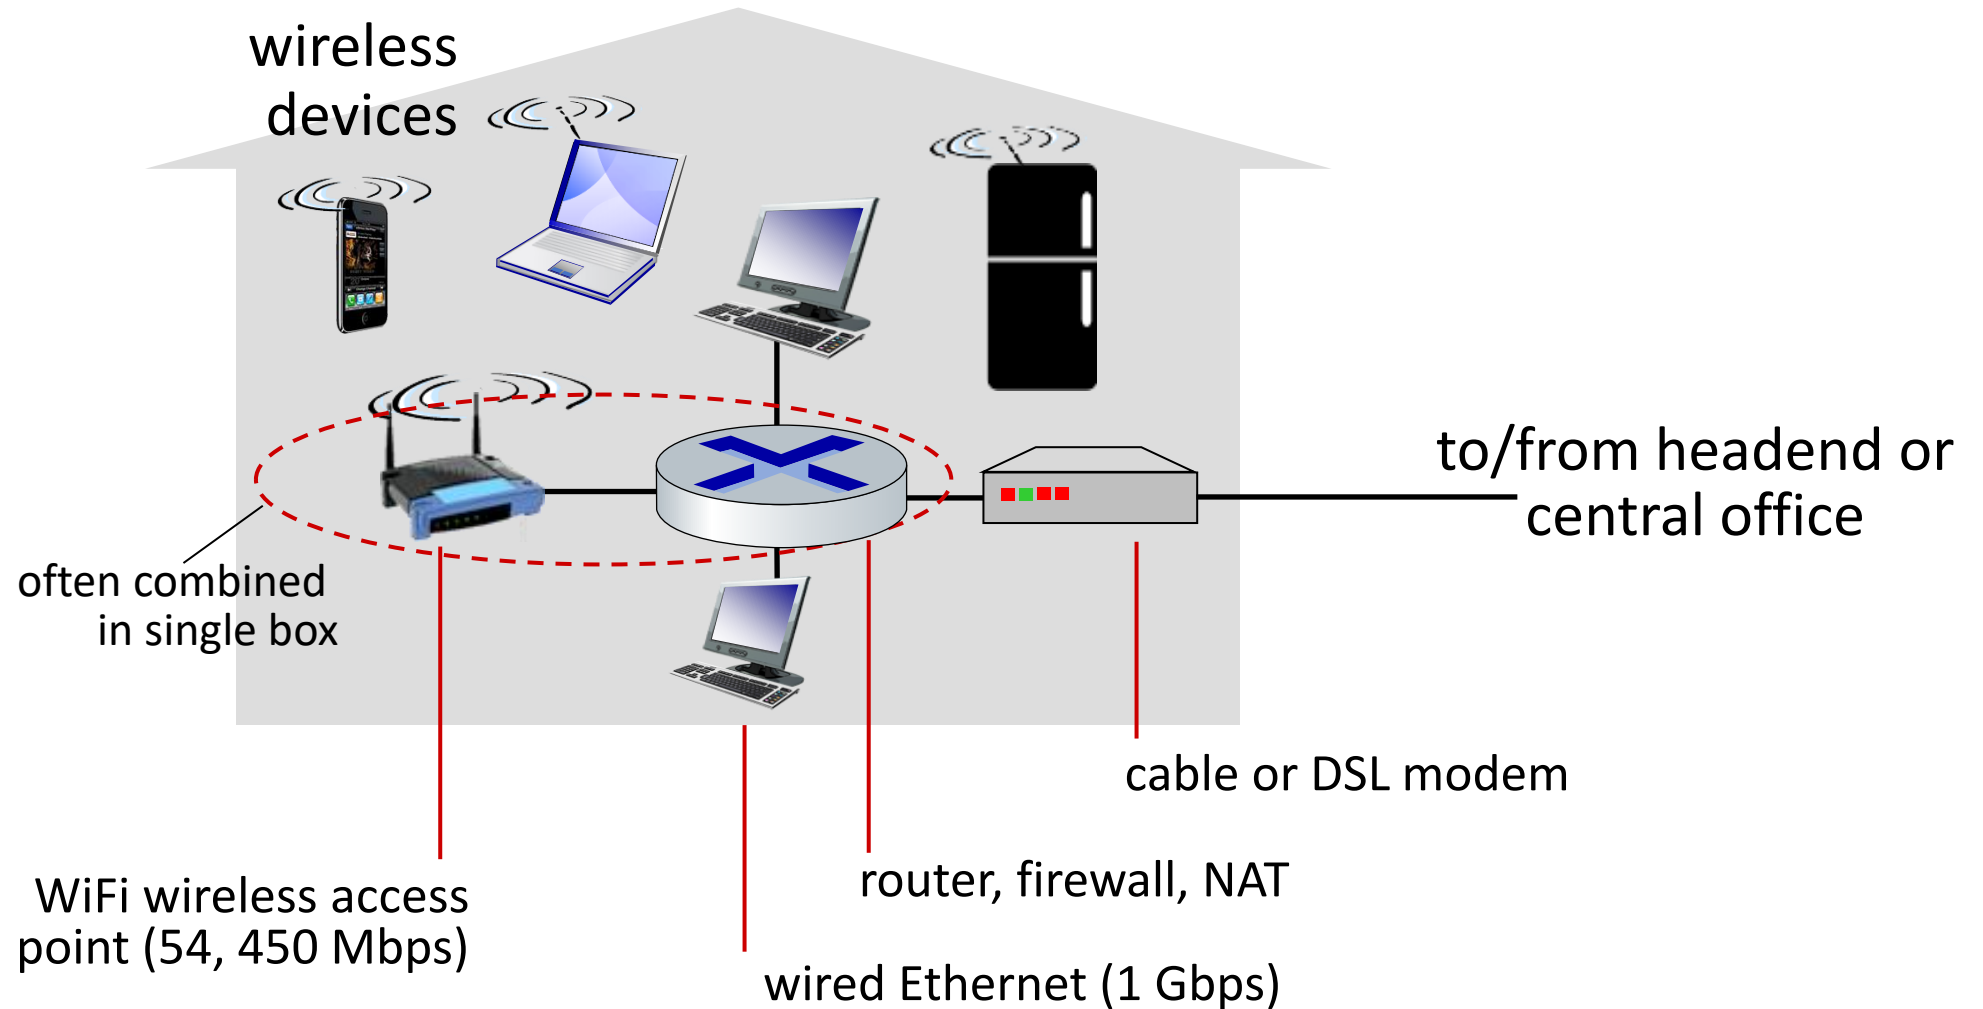 wireless
devices
to/from headend or
central office
often combined
in single box
cable or DSL modem
router, firewall, NAT
WiFi wireless access
point (54, 450 Mbps)
wired Ethernet (1 Gbps)